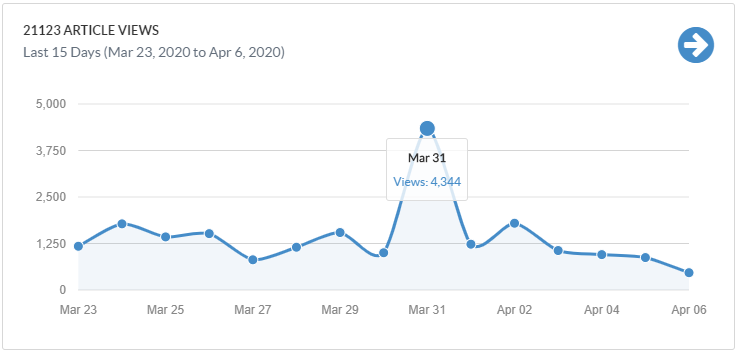 21123 ARTICLE VIEWS
Last 15 Days (Mar 23, 2020 to Apr 6, 2020)
5,000
3,750
2,500
1,250
0
Mar 31
Views: 4,344
Mar 23 Mar 25 Mar 27 Mar 29 Mar 31 Apr 02 Apr 04 Apr 06